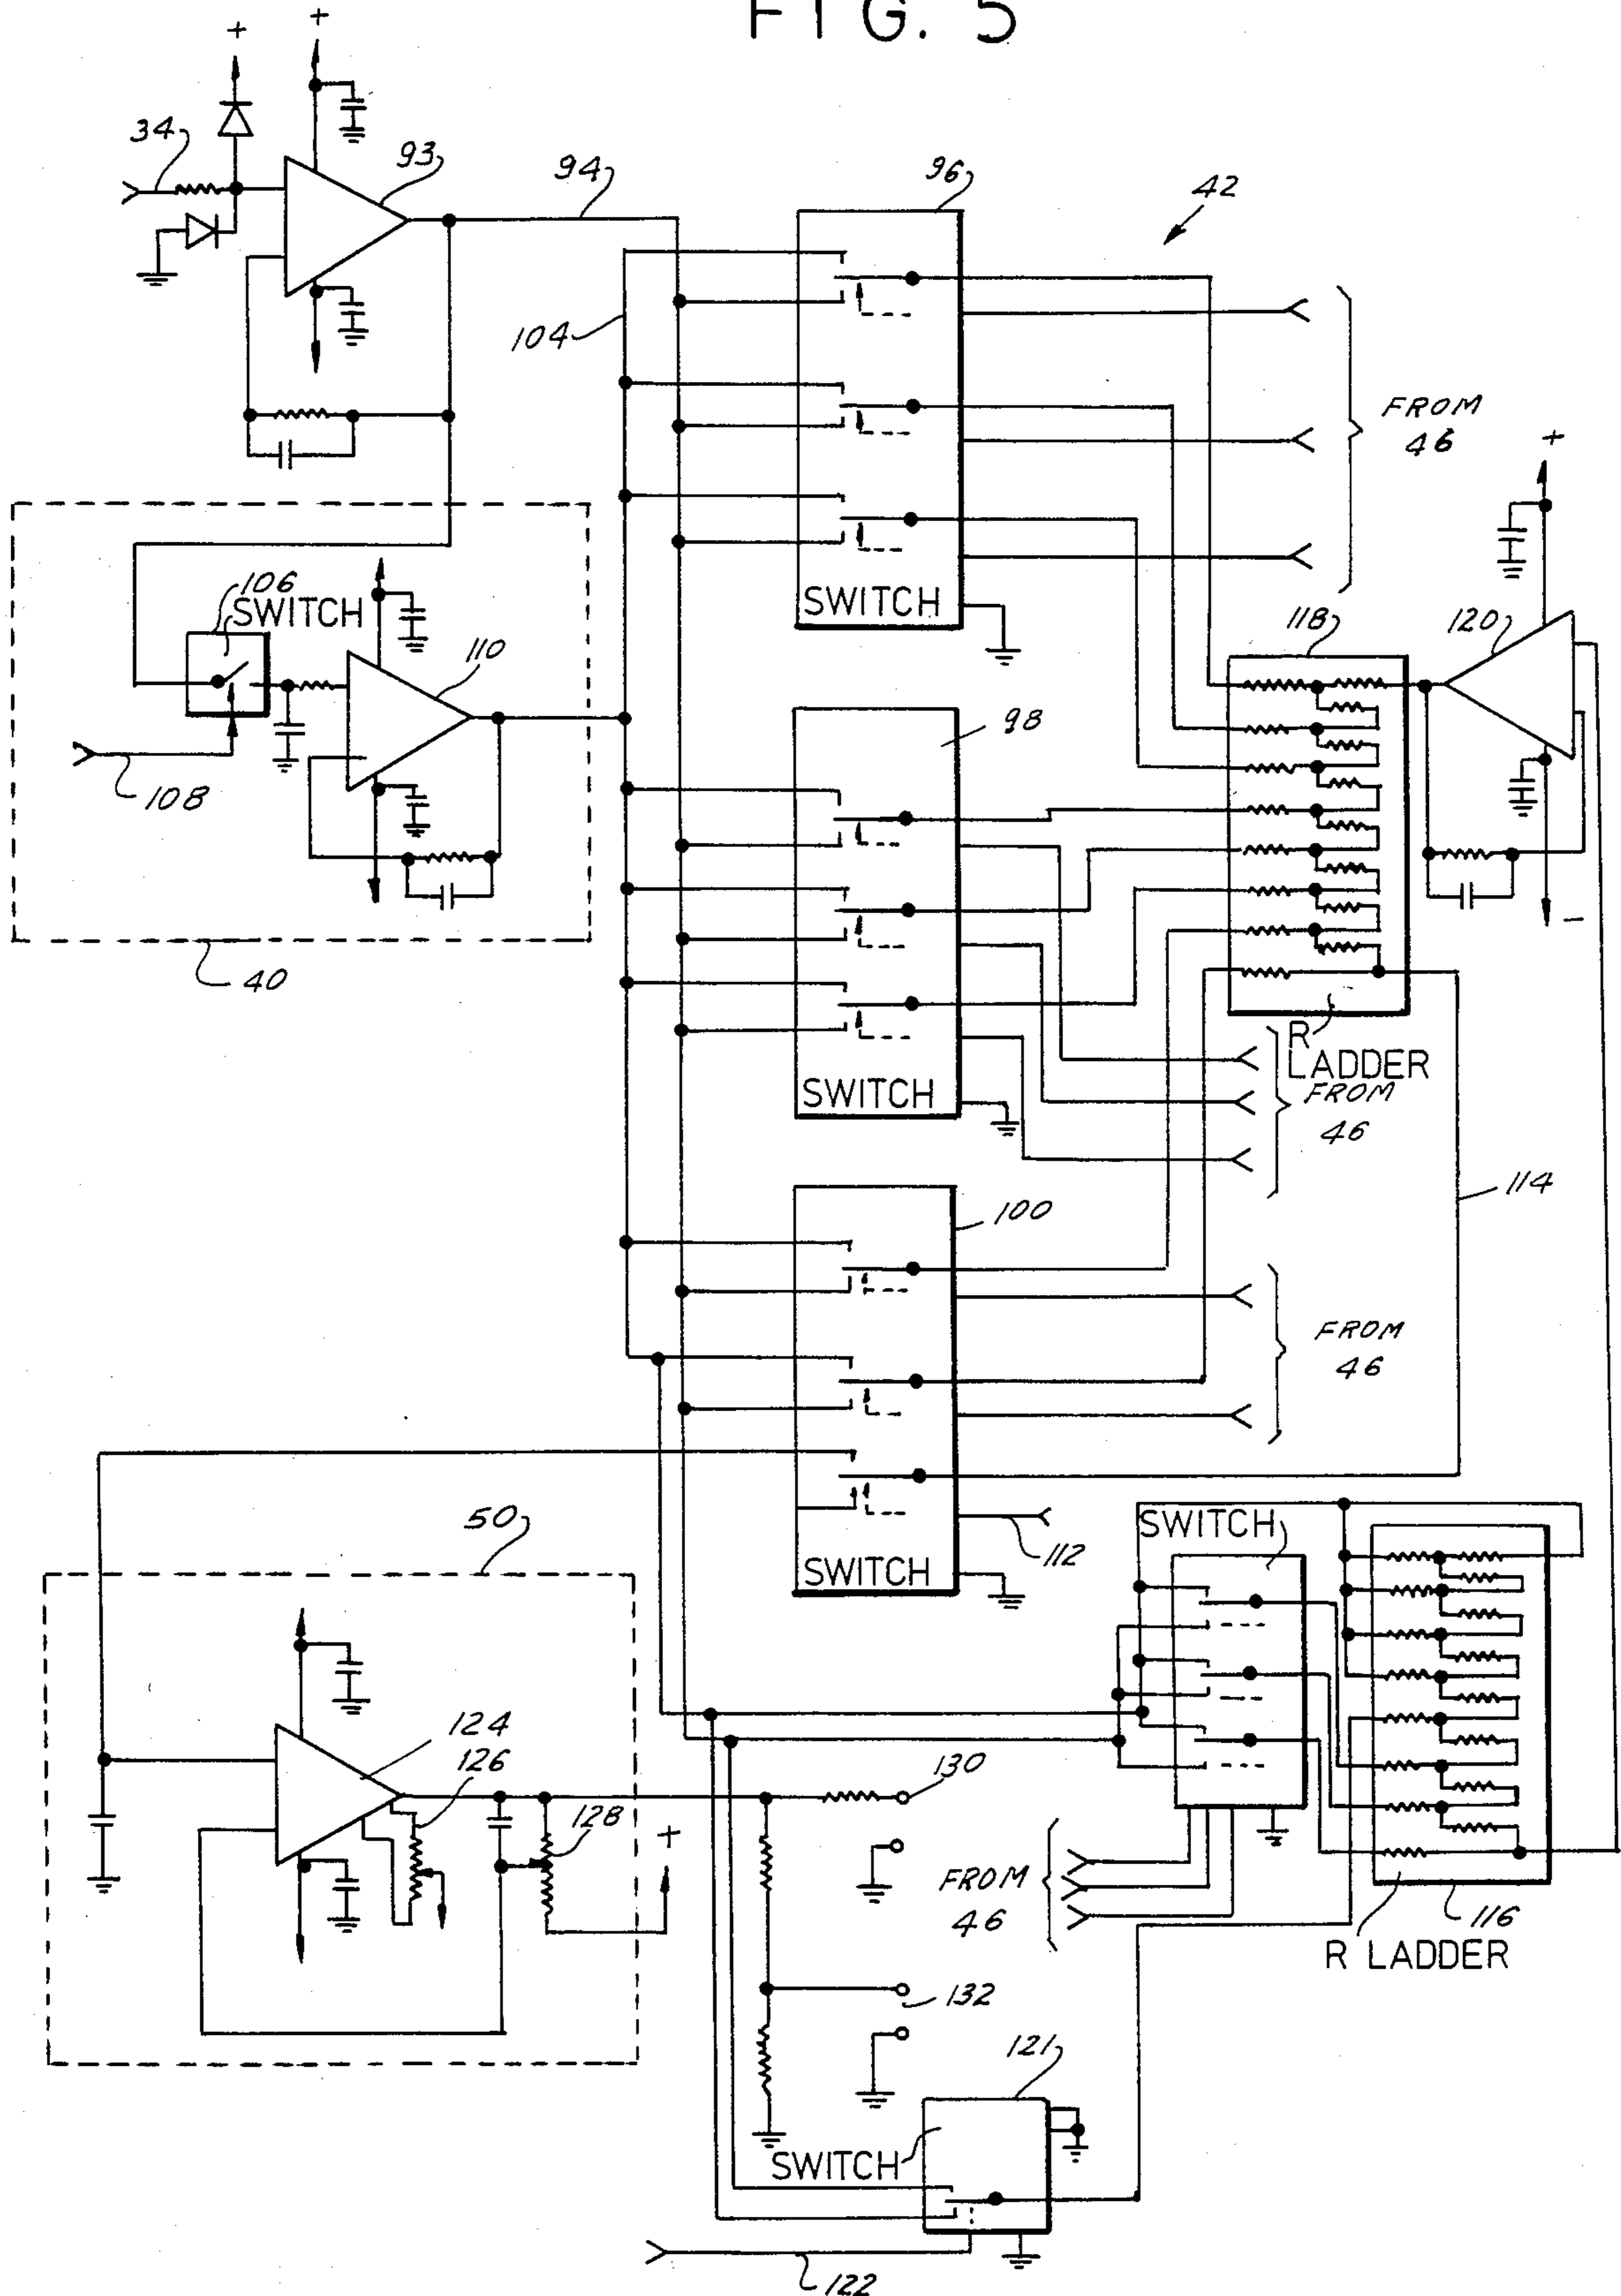 FIG. 5
+
+
34
93
94
96
42
104
FROM
46
+
106
SWITCH
SWITCH
110
118
120
98
108
40
-
R
LADDER
SWITCH
FROM
46
114
100
FROM
46
50
SWITCH
112
SWITCH
124
126
130
128
+
FROM
46
116
R LADDER
132
121
SWITCH
122